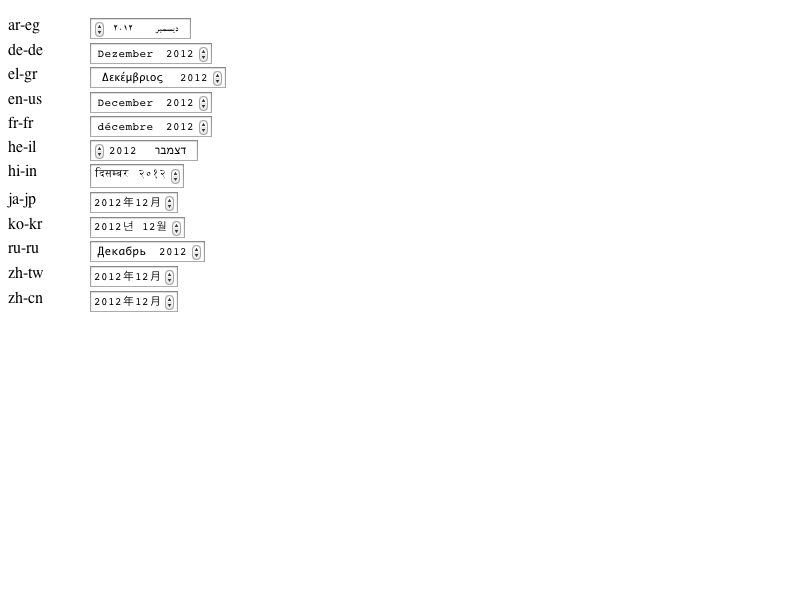 ar-eg ديسمبر ٢٠١٢
de-de Dezember 2012
el-gr Δεκέμβριος 2012
en-us December 2012
fr-fr décembre 2012
he-il דצמבר 2012
hi-in दिसम्बर २०१२
ja-jp 2012年12月
ko-kr 2012년 12월
ru-ru Декабрь 2012
zh-tw 2012年12月
zh-cn 2012年12月